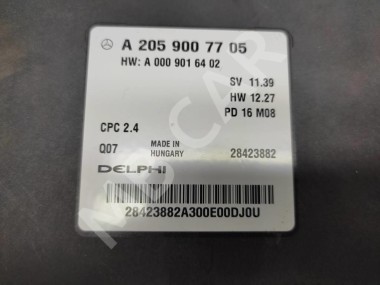 A 205 900 77 05
HW: A 000 901 64 02
SV 11.39
HW 12.27
PD 16 M08
CPC 2.4
Q07 MADE IN HUNGARY 28423882
DELPHI
28423882A300E00DJ0U